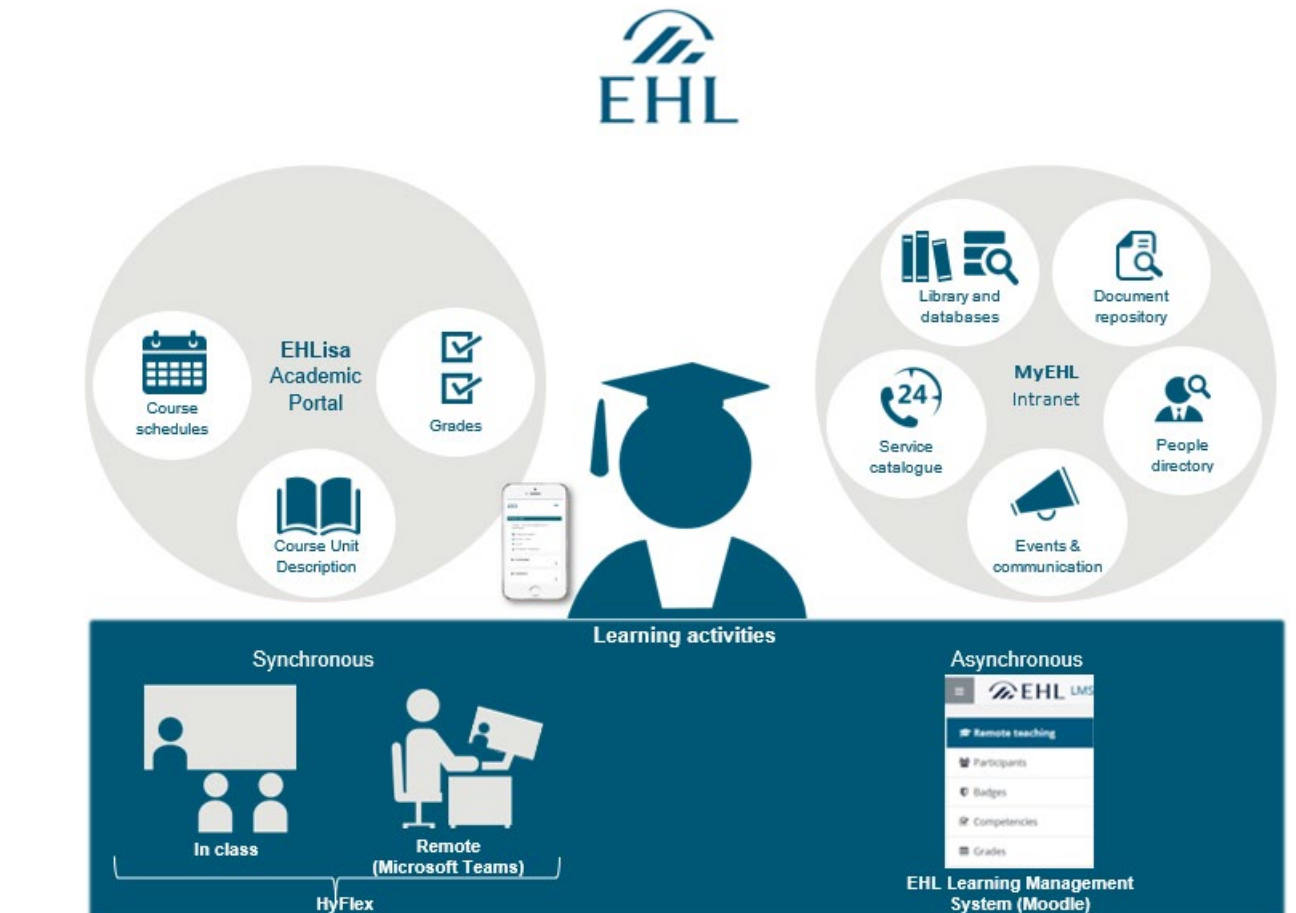 EHL
EHLisa
Academic
Portal
Course
schedules
Grades
Course Unit
Description
Library and
databases
Document
repository
MyEHL
Intranet
24
Service
catalogue
People
directory
Events &
communication
Learning activities
Synchronous
In class
Remote
(Microsoft Teams)
HyFlex
Asynchronous
EHL LMS
Remote teaching
Participants
Badges
Competencies
Grades
EHL Learning Management
System (Moodle)